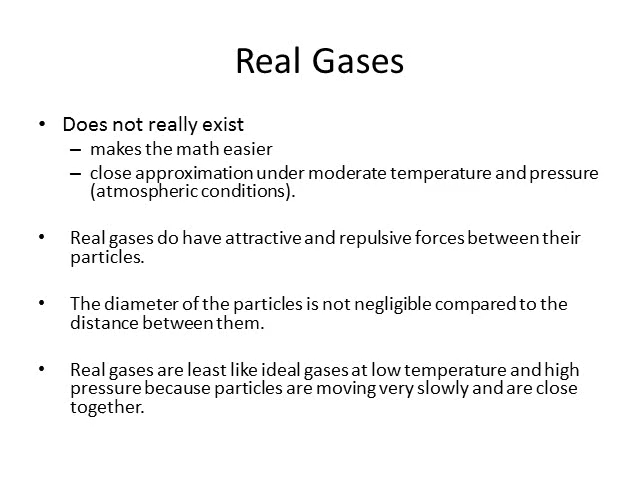 Real Gases
• Does not really exist
– makes the math easier
– close approximation under moderate temperature and pressure
(atmospheric conditions).
• Real gases do have attractive and repulsive forces between their
particles.
• The diameter of the particles is not negligible compared to the
distance between them.
• Real gases are least like ideal gases at low temperature and high
pressure because particles are moving very slowly and are close
together.